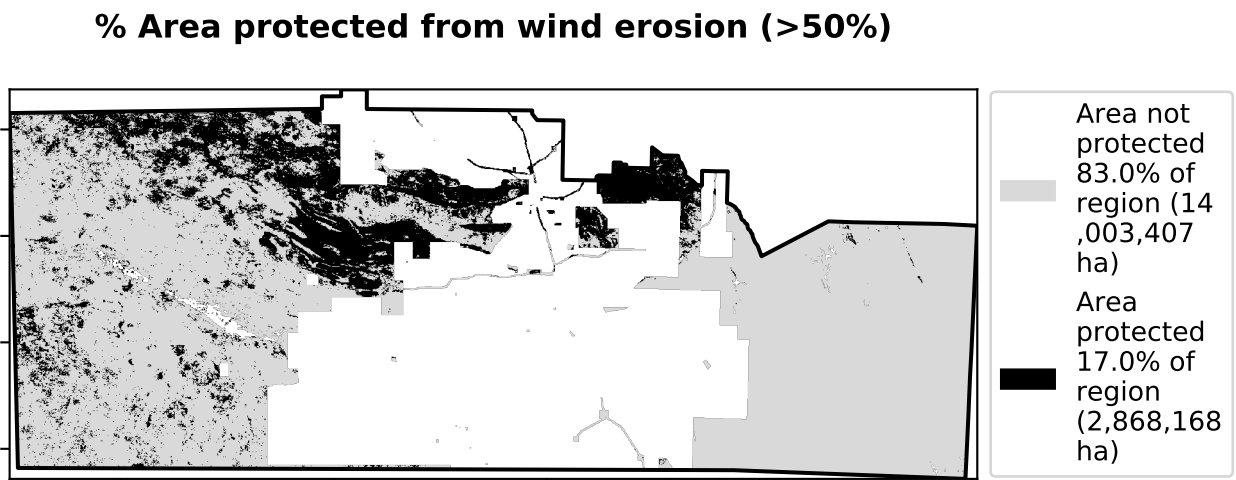 % Area protected from wind erosion (>50%)
Area not
protected
83.0% of
region (14
,003,407
ha)
Area
protected
17.0% of
region
(2,868,168
ha)